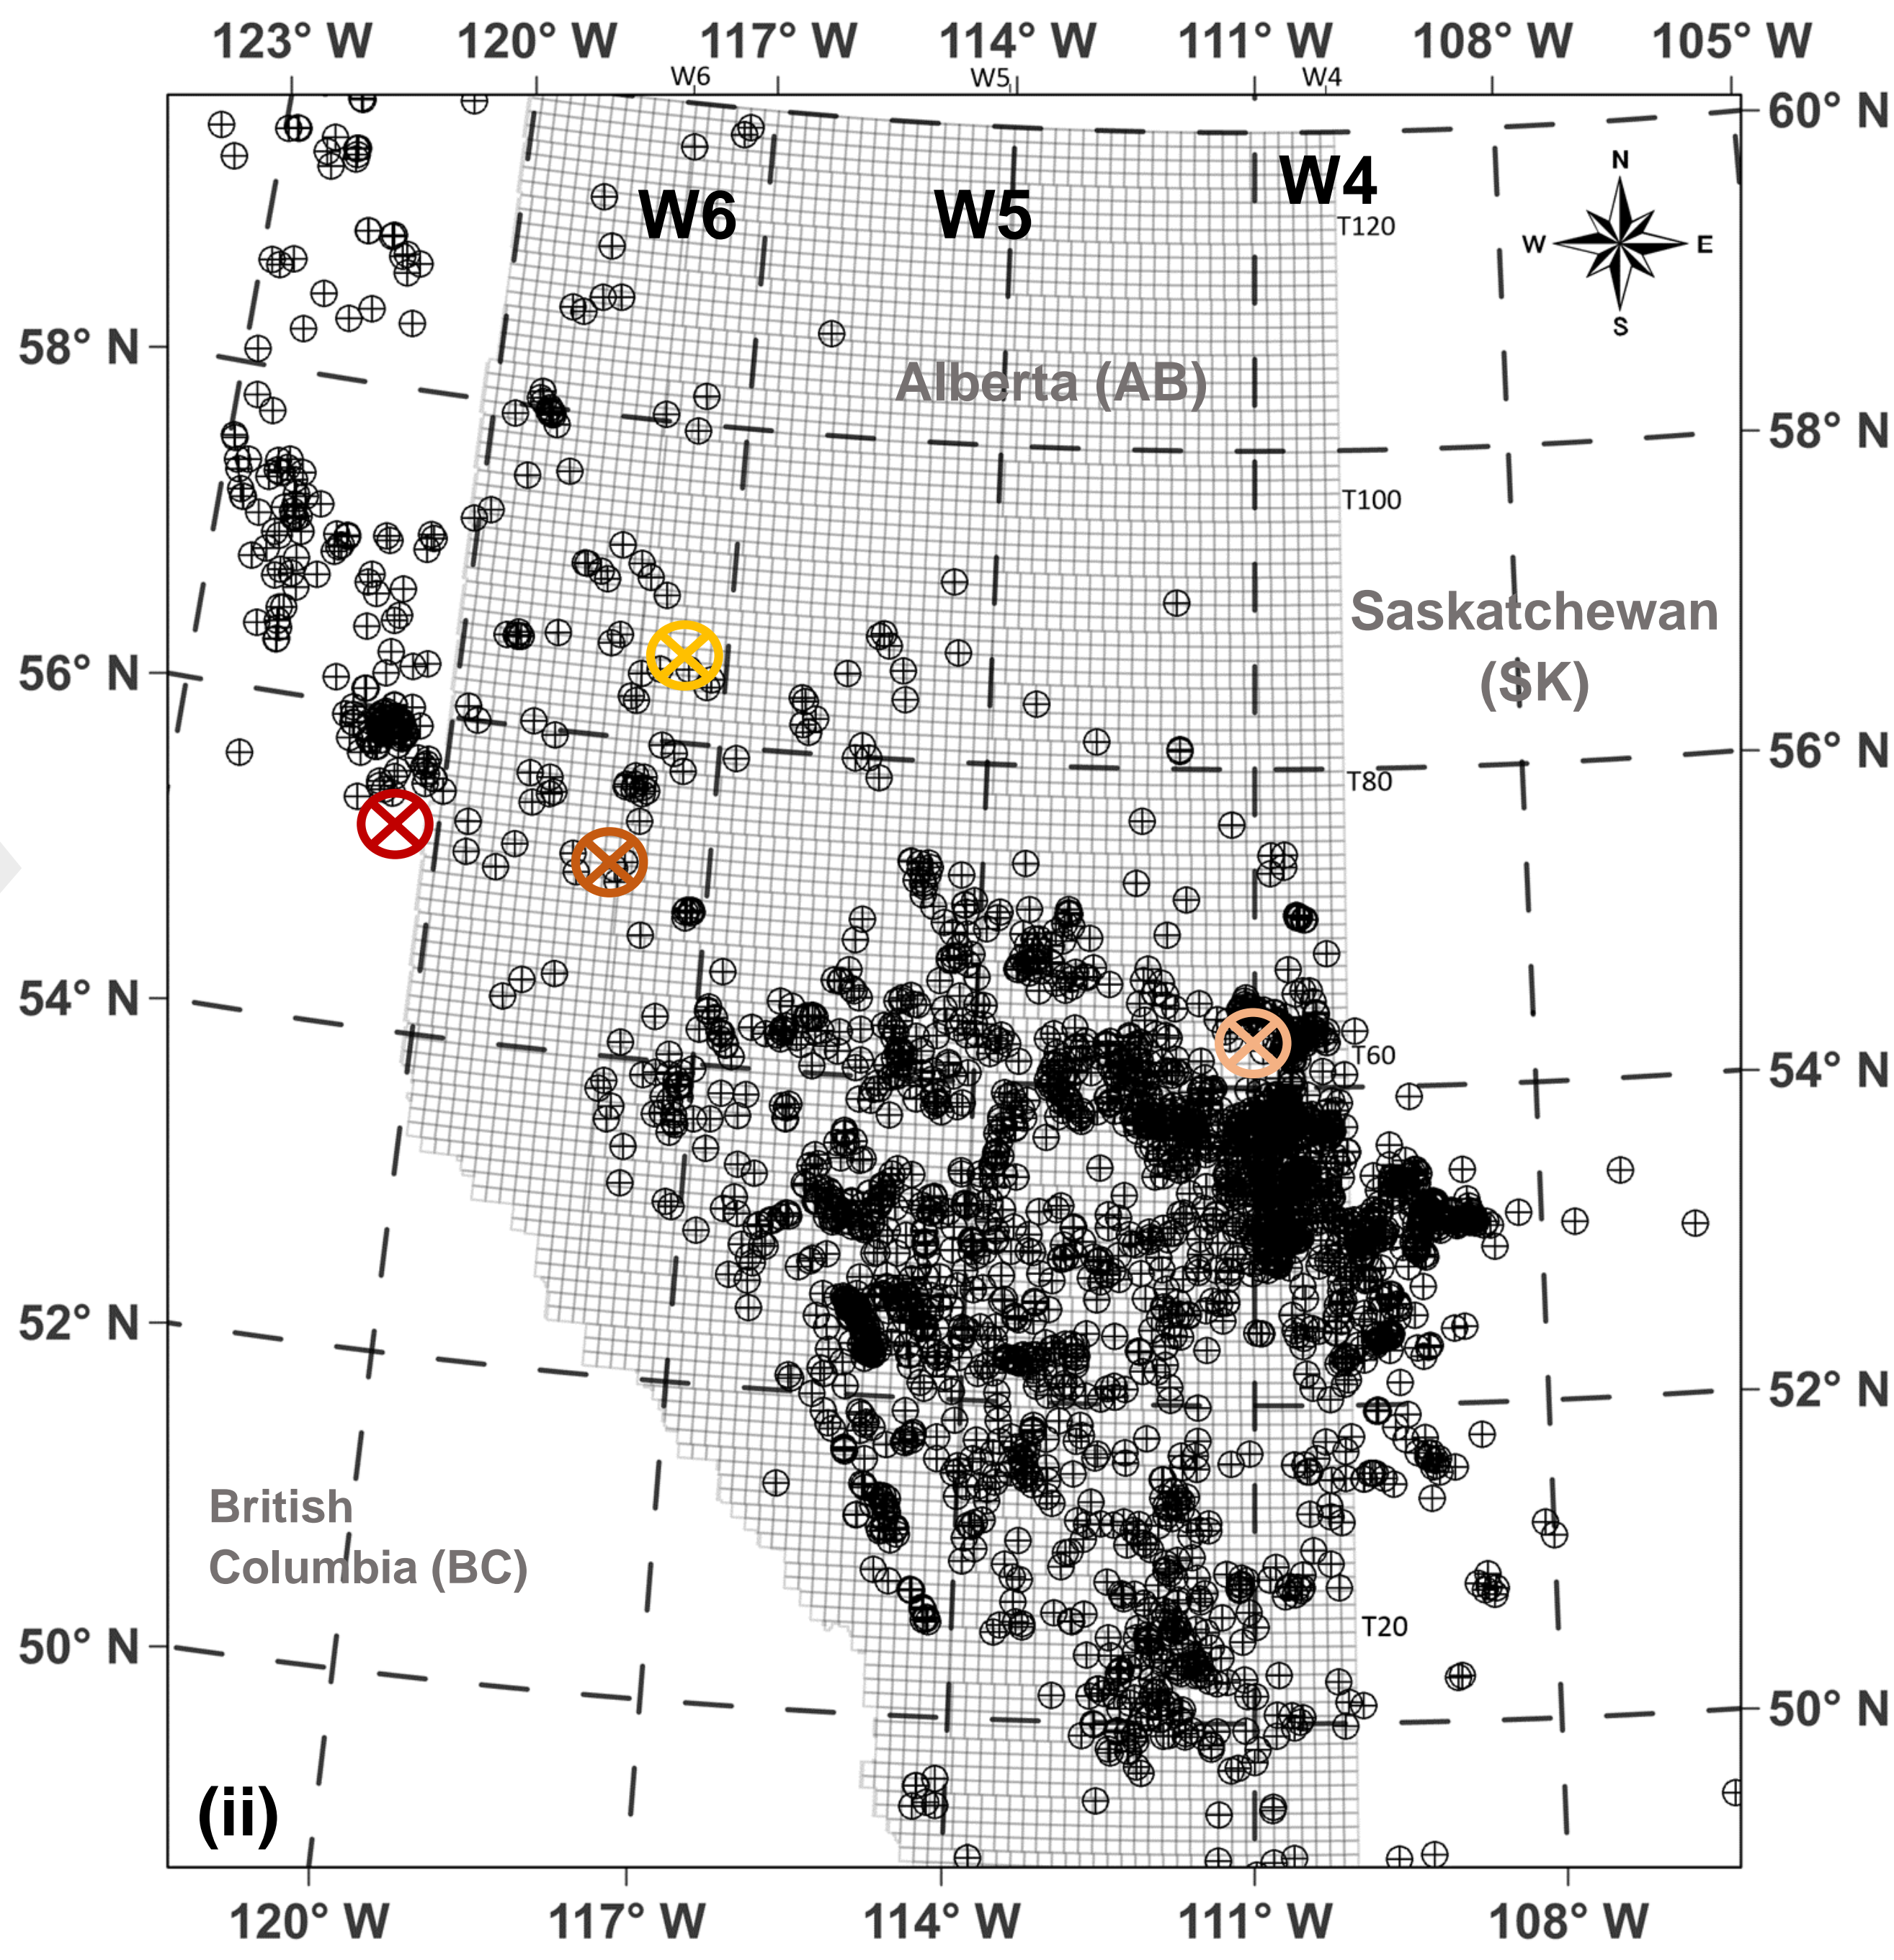 123° W 120° W 117° W 114° W 111° W 108° W 105° W
W6 W5 W4
60° N
N
W6 W5 W4
T120
W E
S
58° N
Alberta (AB)
58° N
T100
Saskatchewan
(SK)
56° N
56° N
T80
54° N
T60
54° N
52° N
52° N
British
Columbia (BC)
T20
50° N
50° N
(ii)
120° W 117° W 114° W 111° W 108° W